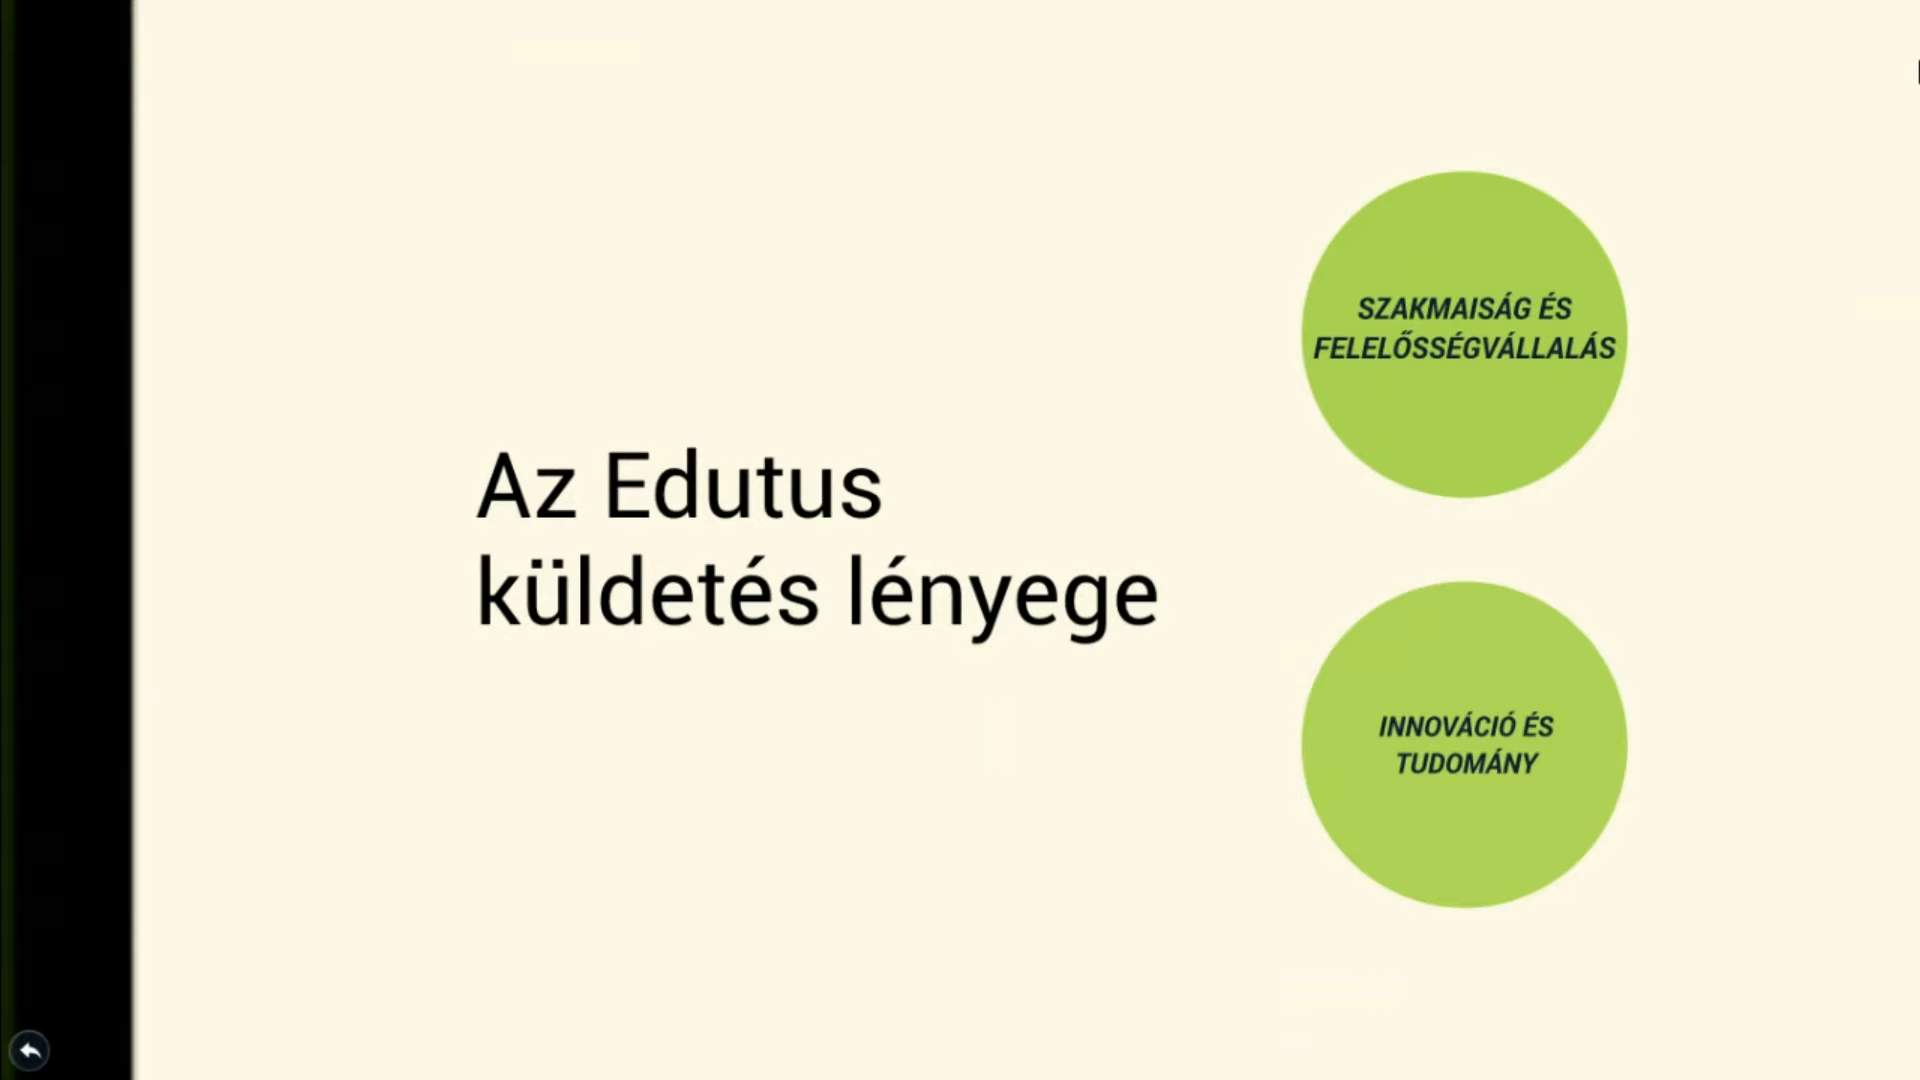 Az Edutus
küldetés lényege
SZAKMAISÁG ÉS
FELELŐSSÉGVÁLLALÁS
INNOVÁCIÓ ÉS
TUDOMÁNY